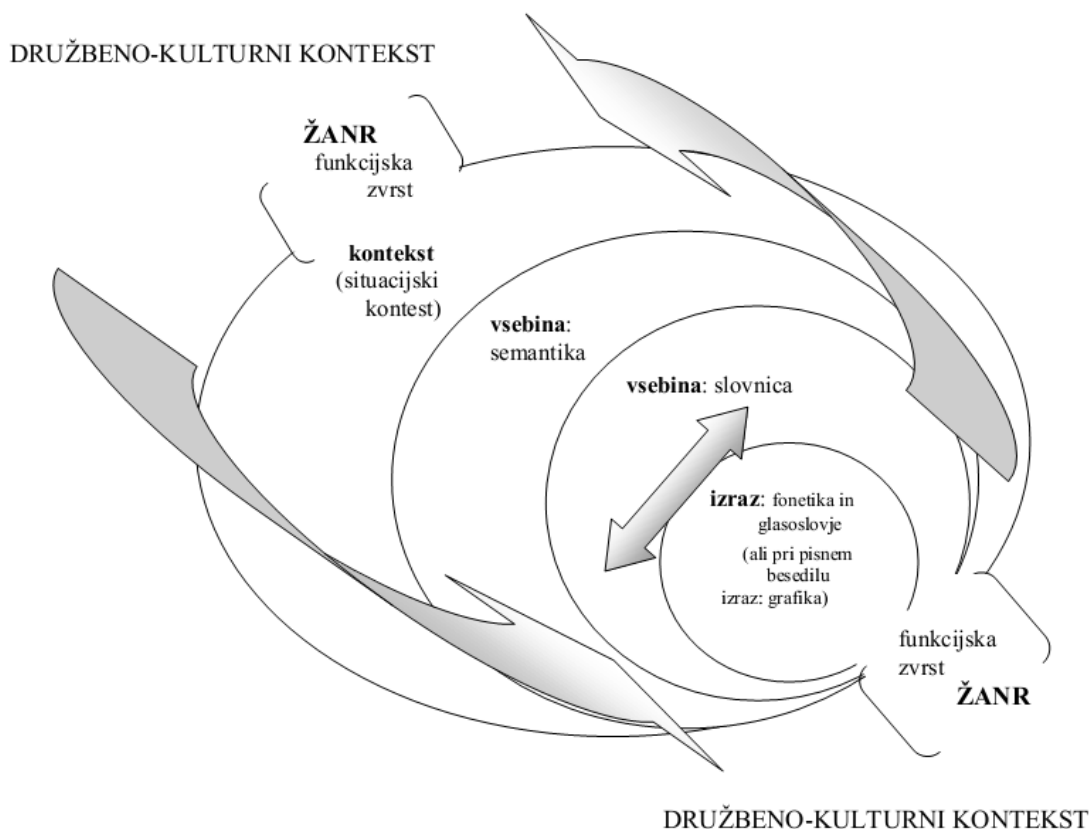 DRUŽBENO-KULTURNI KONTEKST
ŽANR
funkcijska
zvrst
kontekst
(situacijski
kontest)
vsebina:
semantika
vsebina: slovnica
izraz: fonetika in
glasoslovje
(ali pri pisnem
besedilu
izraz: grafika)
funkcijska
zvrst
ŽANR
DRUŽBENO-KULTURNI KONTEKST